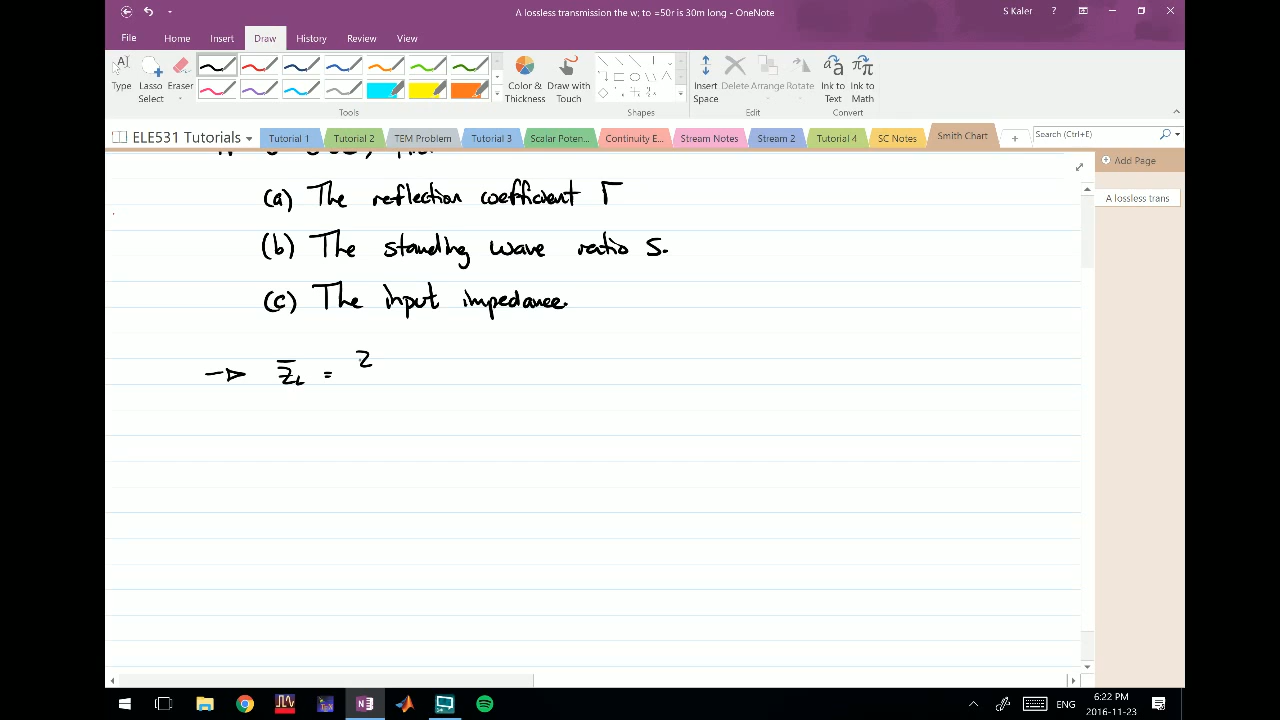 A lossless transmission the w; to =50r is 30m long - OneNote
S Kaler
?
File Home Insert Draw History Review View
Type
Lasso Select
Eraser
Color & Thickness
Draw with Touch
Insert Space
Delete
Arrange
Rotate
Ink to Text
Ink to Math
Tools
Shapes
Edit
Convert
ELE531 Tutorials
Tutorial 1
Tutorial 2
TEM Problem
Tutorial 3
Scalar Poten...
Continuity E...
Stream Notes
Stream 2
Tutorial 4
SC Notes
Smith Chart
Search (Ctrl+E)
Add Page
A lossless trans
(a) The reflection coefficient Γ
(b) The standing wave ratio S.
(c) The input impedance.
→ z̄L = Z
ENG
6:22 PM
2016-11-23